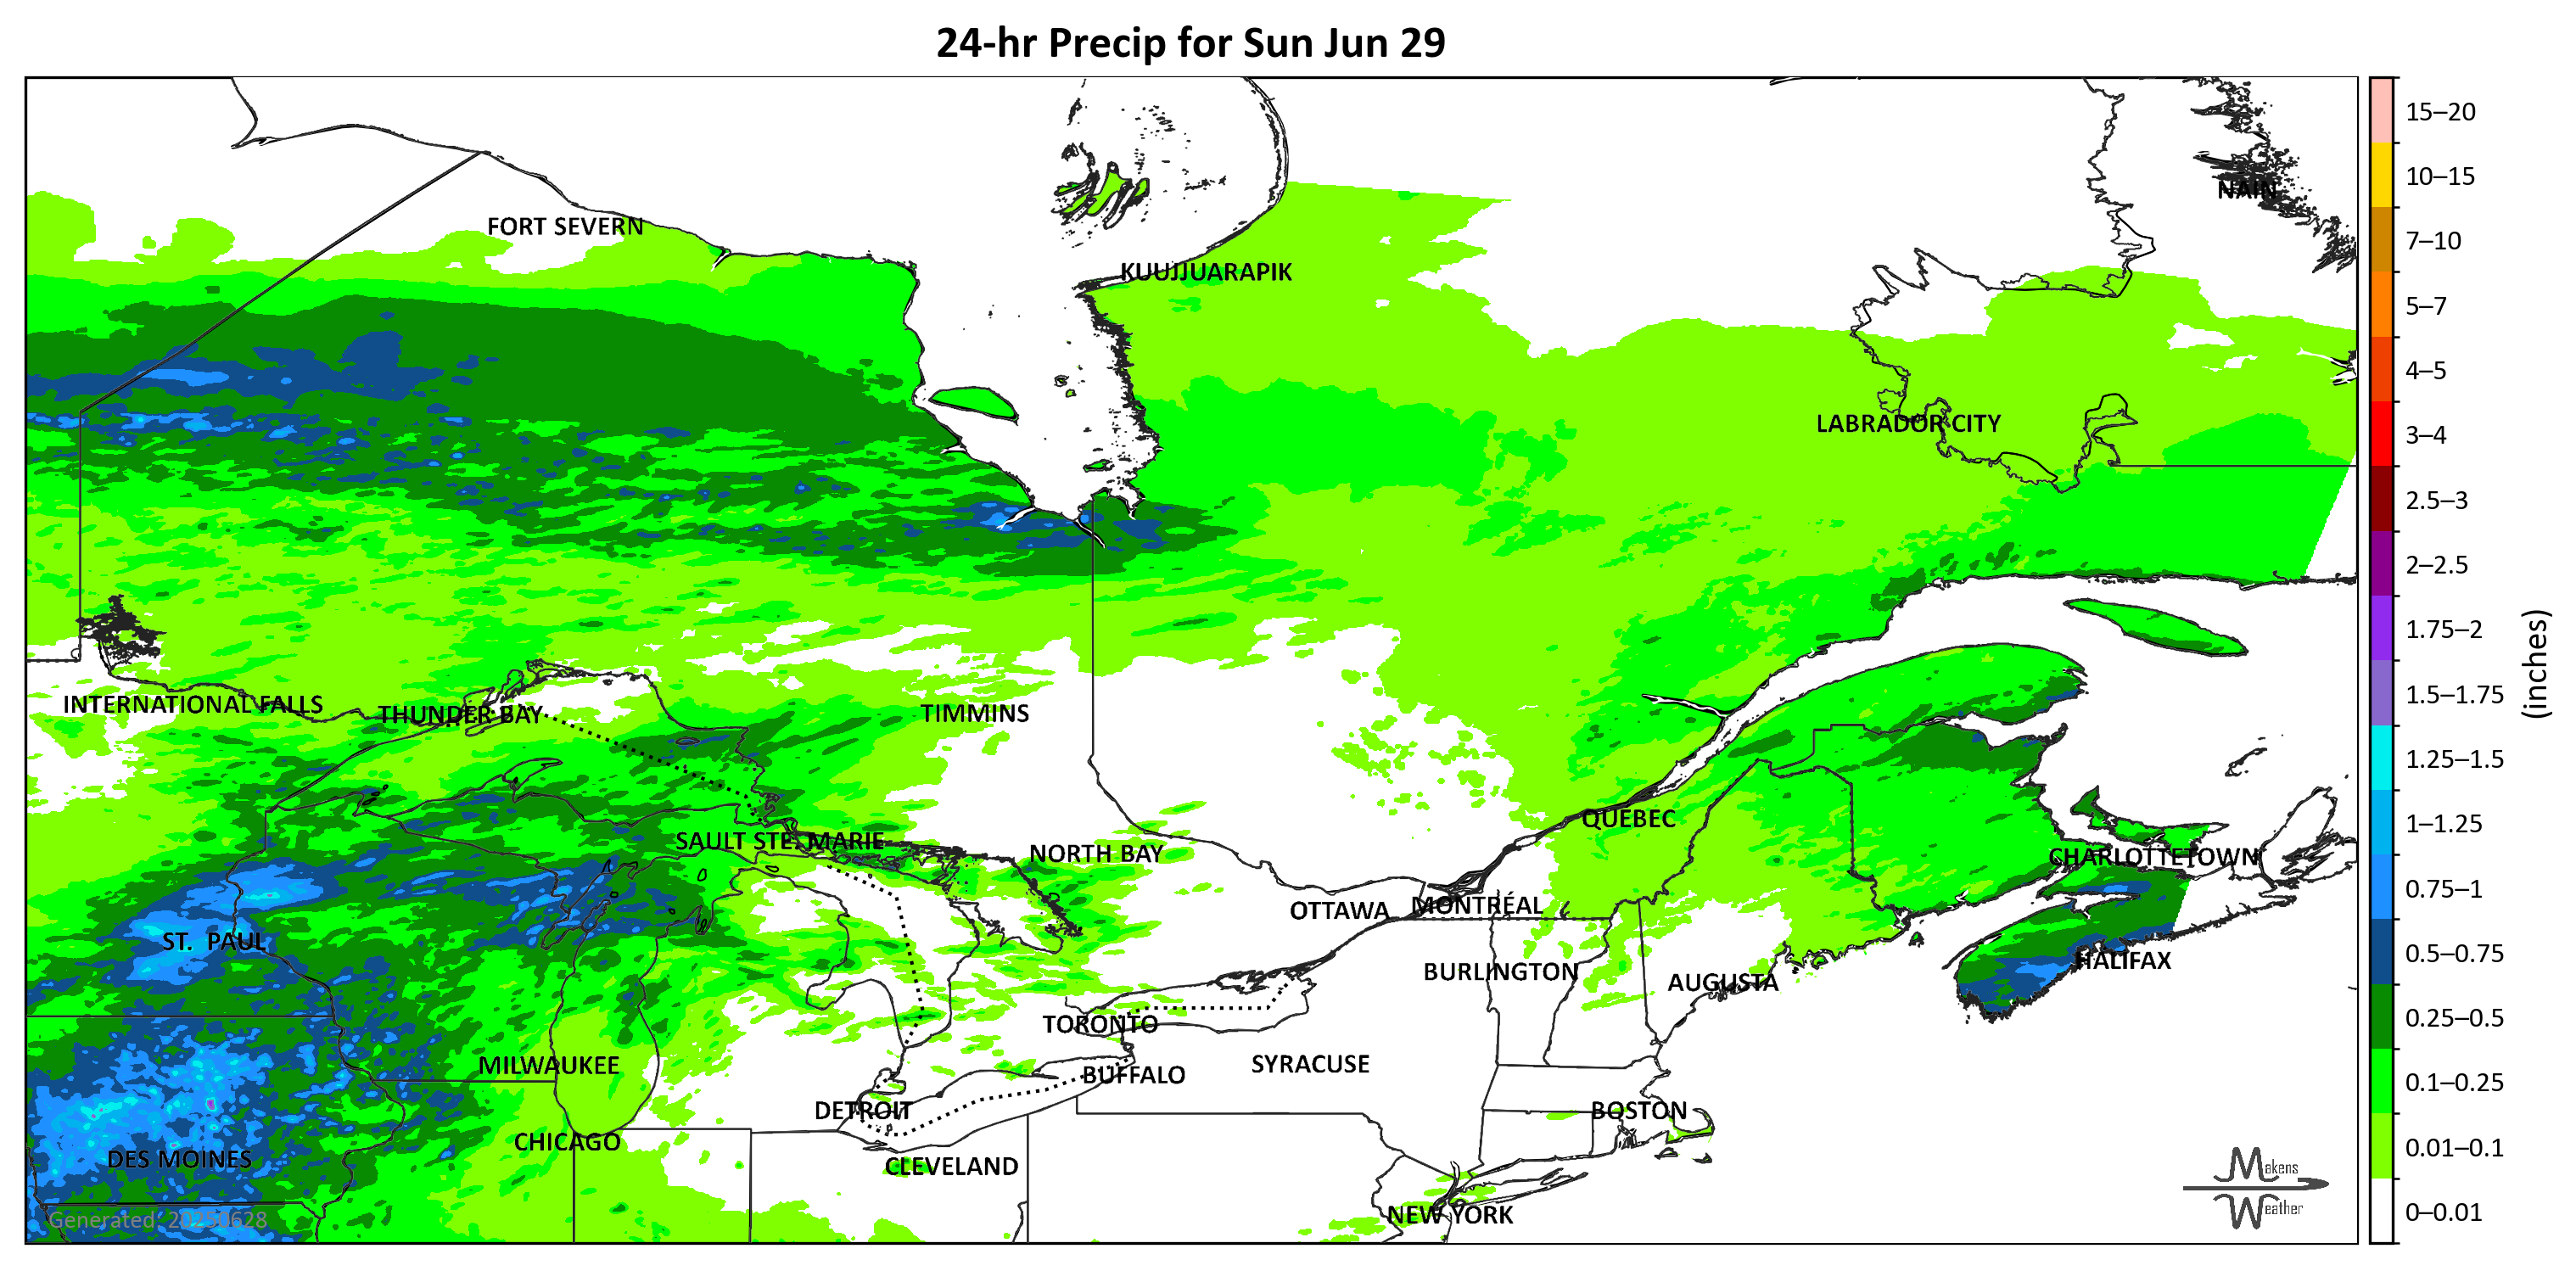 24-hr Precip for Sun Jun 29
NAIN
FORT SEVERN
KUUJJUARAPIK
LABRADOR CITY
INTERNATIONAL FALLS
THUNDER BAY
TIMMINS
QUEBEC
SAULT STE. MARIE
NORTH BAY
CHARLOTTETOWN
OTTAWA
MONTRÉAL
ST. PAUL
HALIFAX
BURLINGTON
AUGUSTA
TORONTO
MILWAUKEE
SYRACUSE
BUFFALO
DETROIT
BOSTON
CHICAGO
DES MOINES
CLEVELAND
NEW YORK
Generated: 20250628
Makens
Weather
15–20
10–15
7–10
5–7
4–5
3–4
2.5–3
2–2.5
1.75–2
1.5–1.75
1.25–1.5
1–1.25
0.75–1
0.5–0.75
0.25–0.5
0.1–0.25
0.01–0.1
0–0.01
(inches)